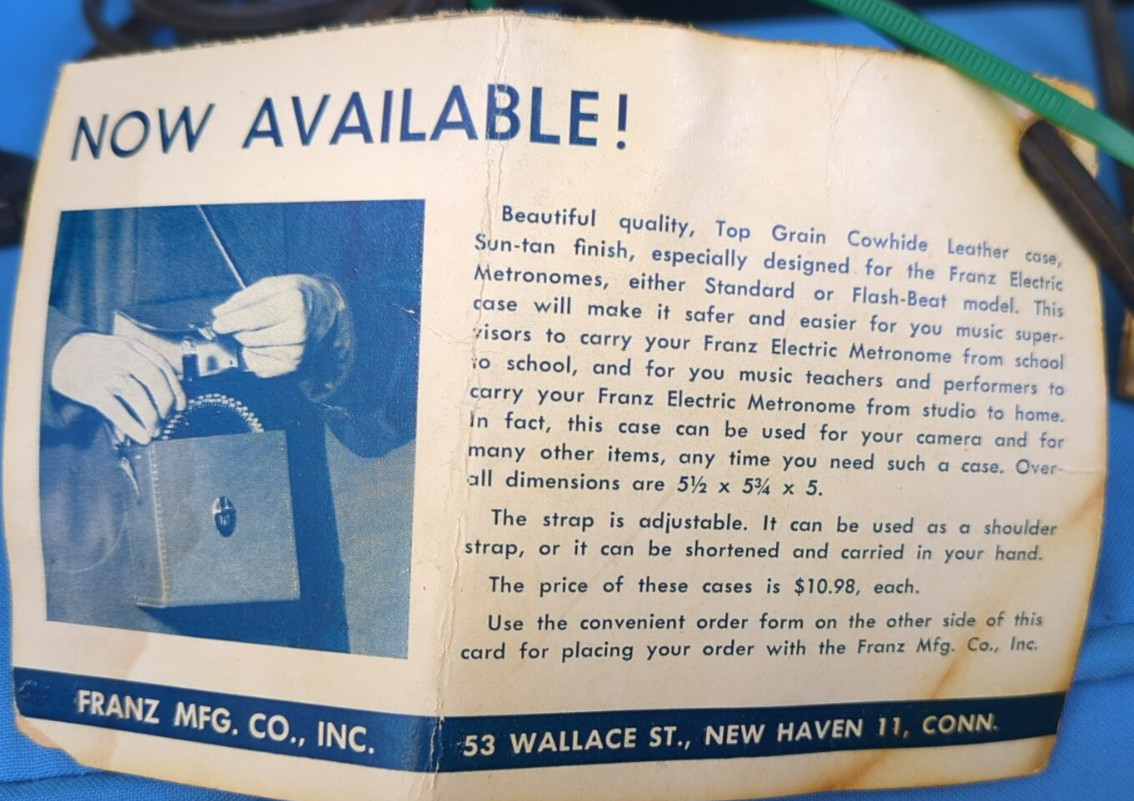 NOW AVAILABLE!
Beautiful quality, Top Grain Cowhide Leather case,
Sun-tan finish, especially designed for the Franz Electric
Metronomes, either Standard or Flash-Beat model. This
case will make it safer and easier for you music super-
visors to carry your Franz Electric Metronome from school
to school, and for you music teachers and performers to
carry your Franz Electric Metronome from studio to home.
In fact, this case can be used for your camera and for
many other items, any time you need such a case. Over-
all dimensions are 5½ x 5¾ x 5.
The strap is adjustable. It can be used as a shoulder
strap, or it can be shortened and carried in your hand.
The price of these cases is $10.98, each.
Use the convenient order form on the other side of this
card for placing your order with the Franz Mfg. Co., Inc.
FRANZ MFG. CO., INC. 53 WALLACE ST., NEW HAVEN 11, CONN.